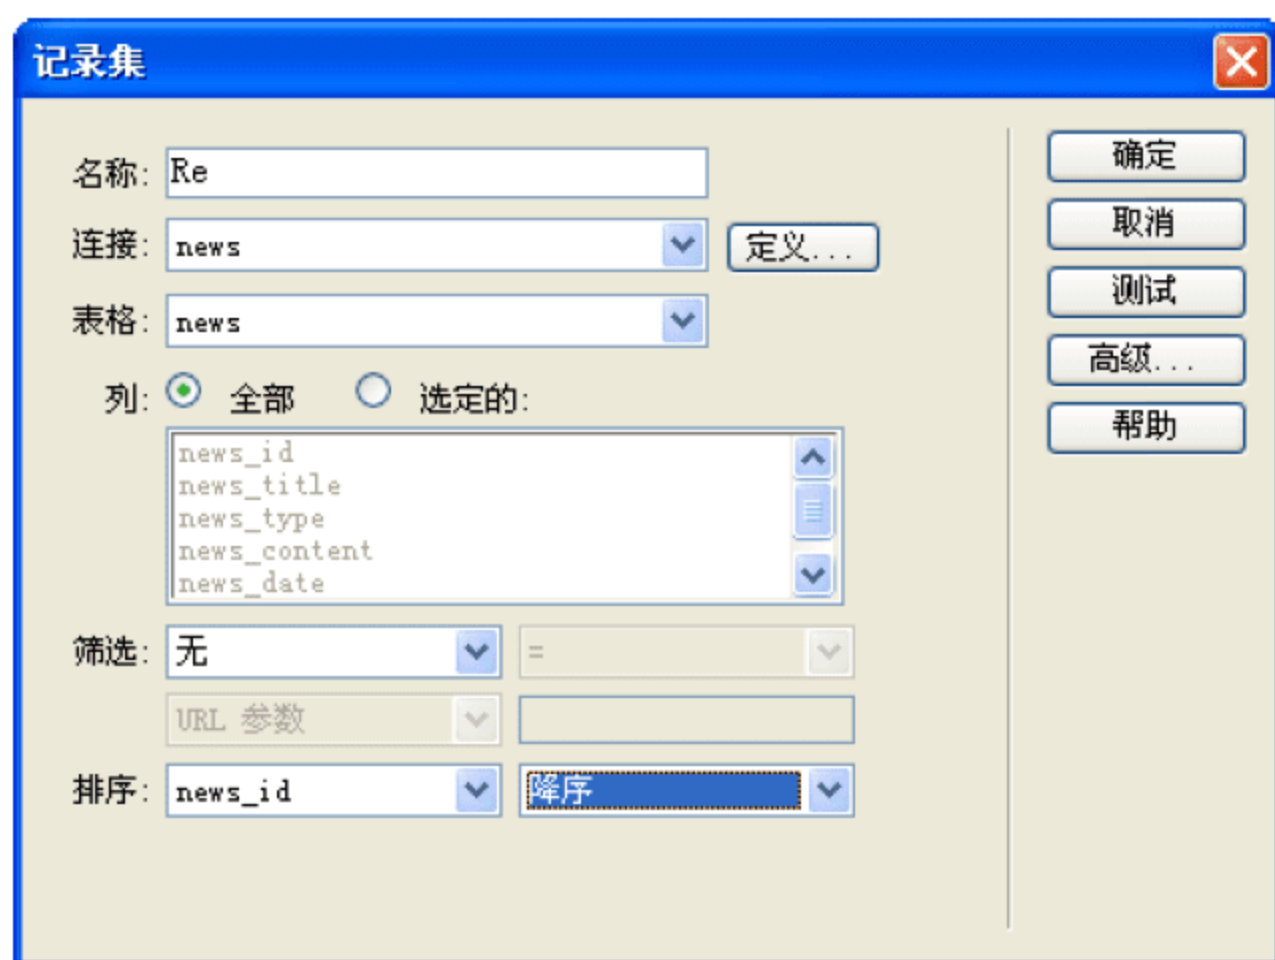 记录集
名称: Re
确定
连接: news 定义...
取消
表格: news
测试
列: 全部 选定的:
高级...
帮助
news_id
news_title
news_type
news_content
news_date
筛选: 无 =
URL 参数
排序: news_id 降序